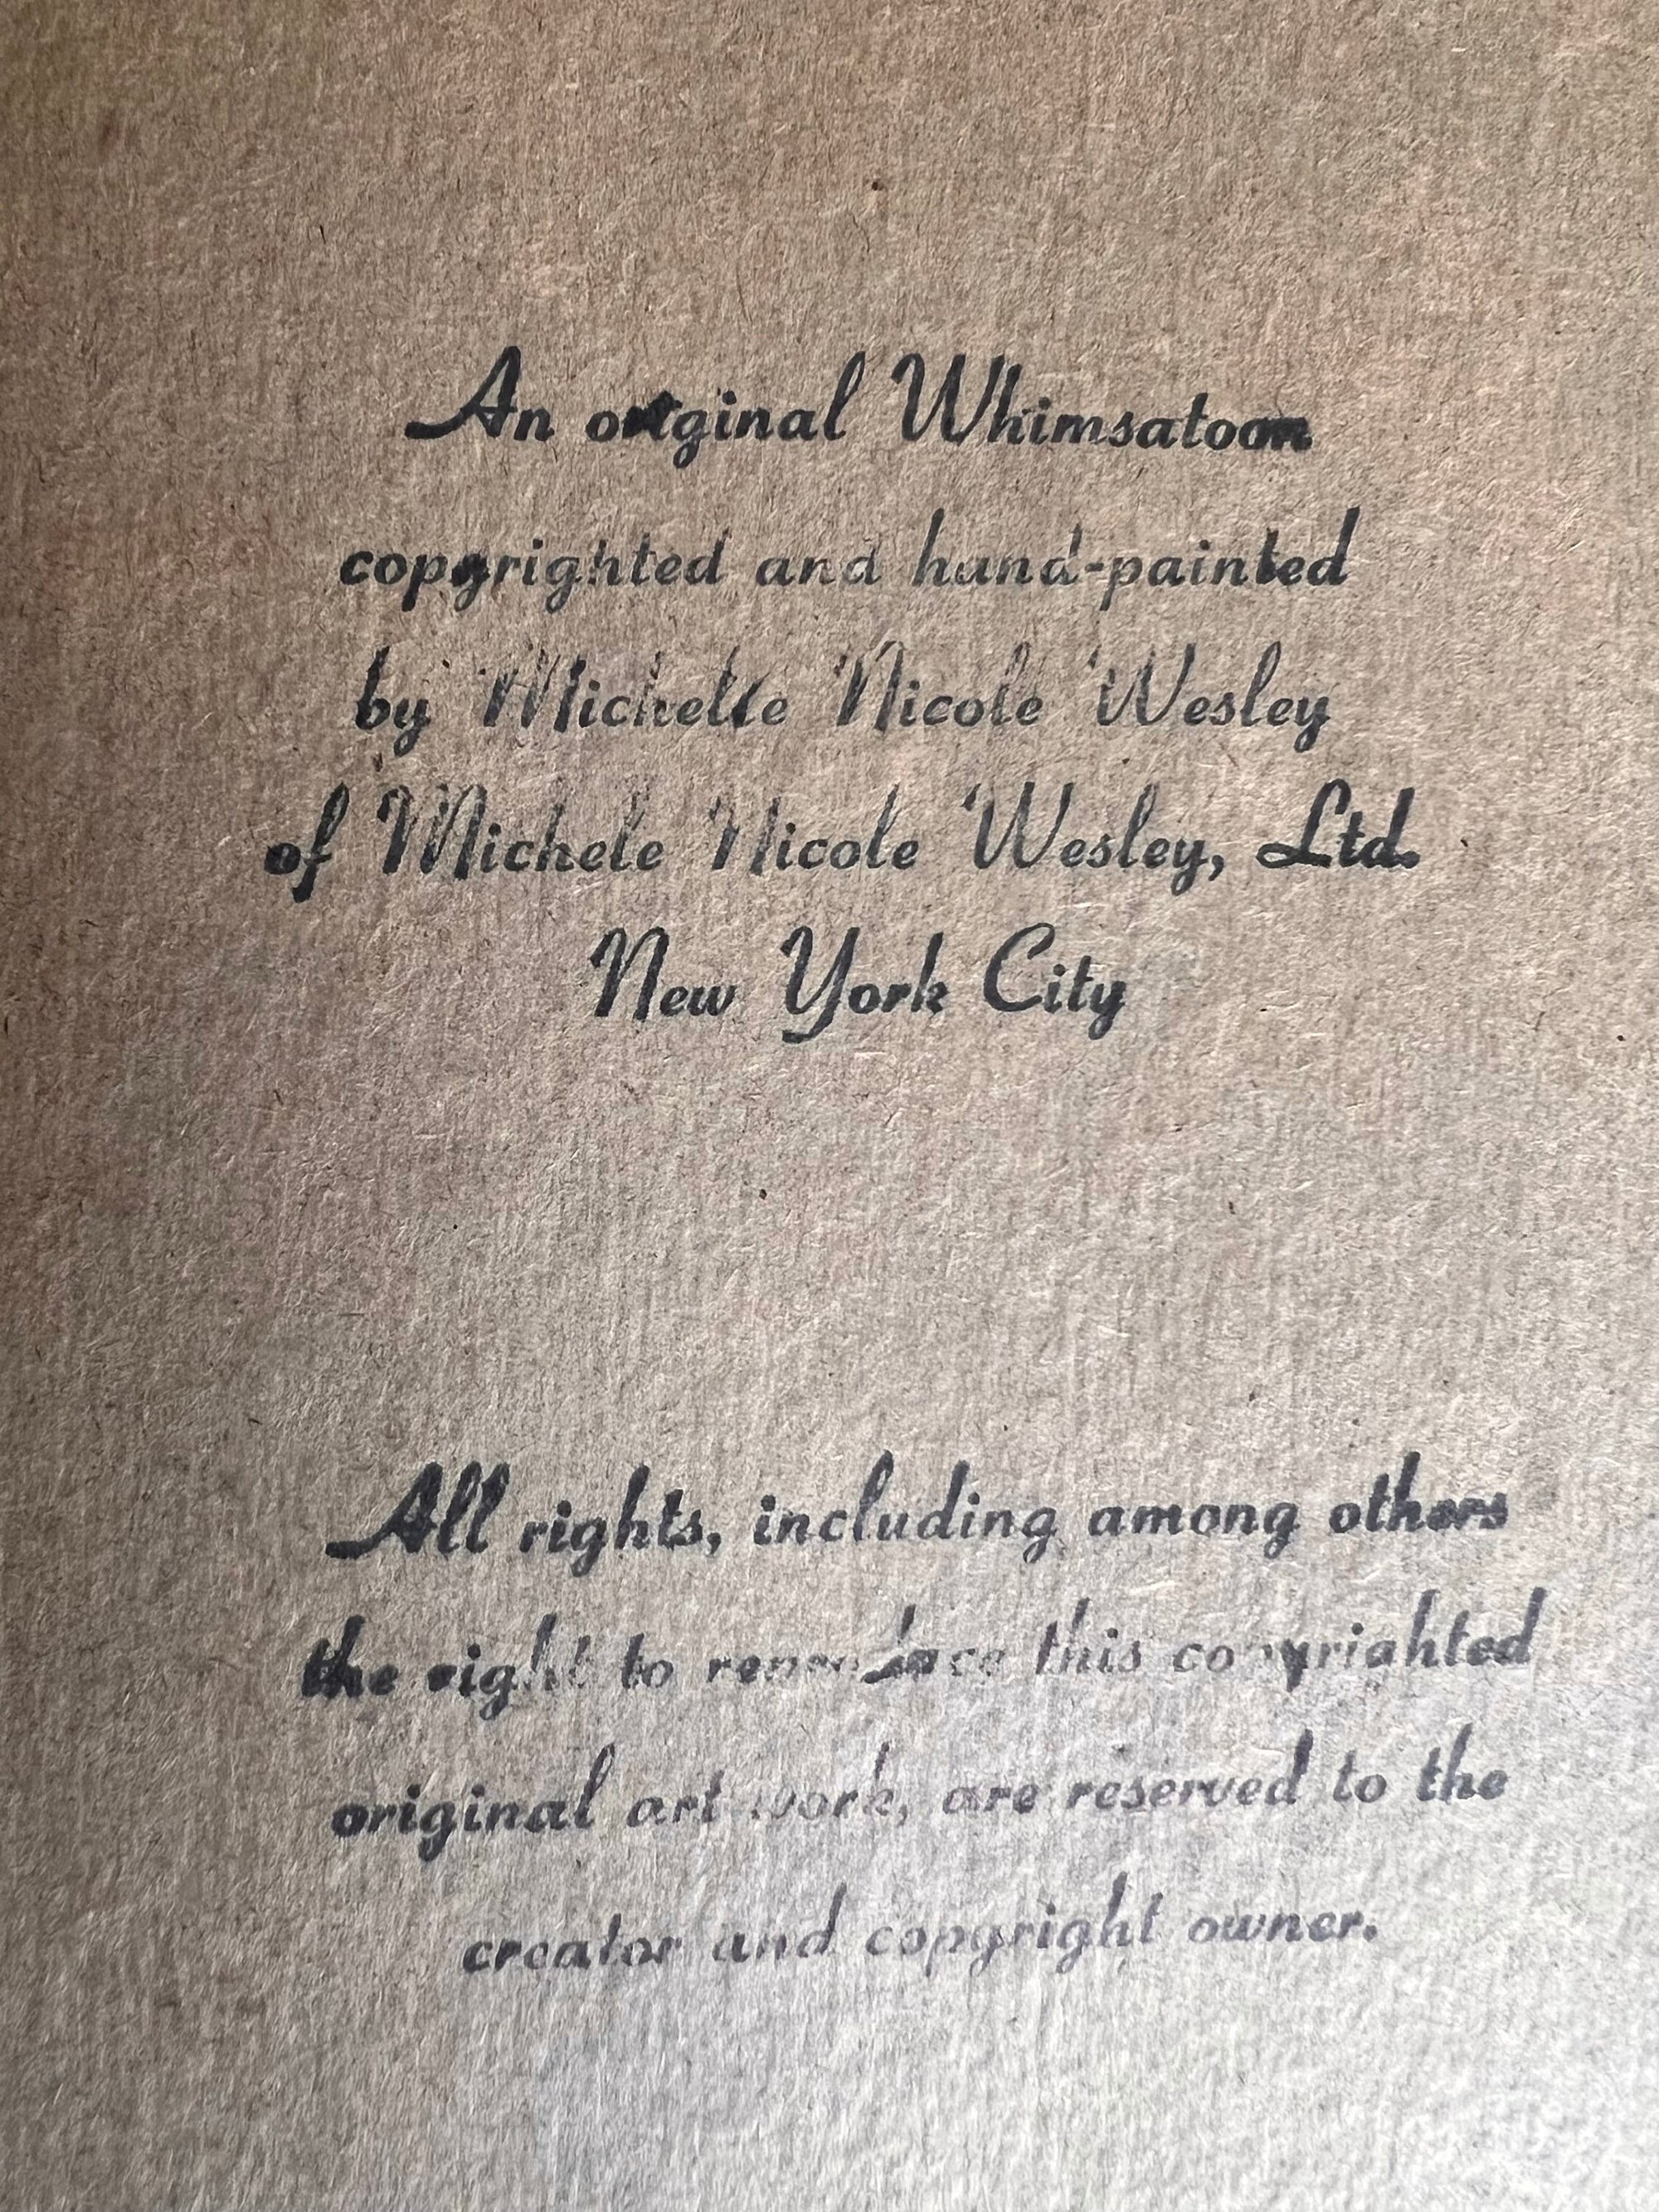 An original Whimsatoon
copyrighted and hand-painted
by Michelle Nicole Wesley
of Michele Nicole Wesley, Ltd.
New York City
All rights, including among others
the right to reproduce this copyrighted
original art work, are reserved to the
creator and copyright owner.